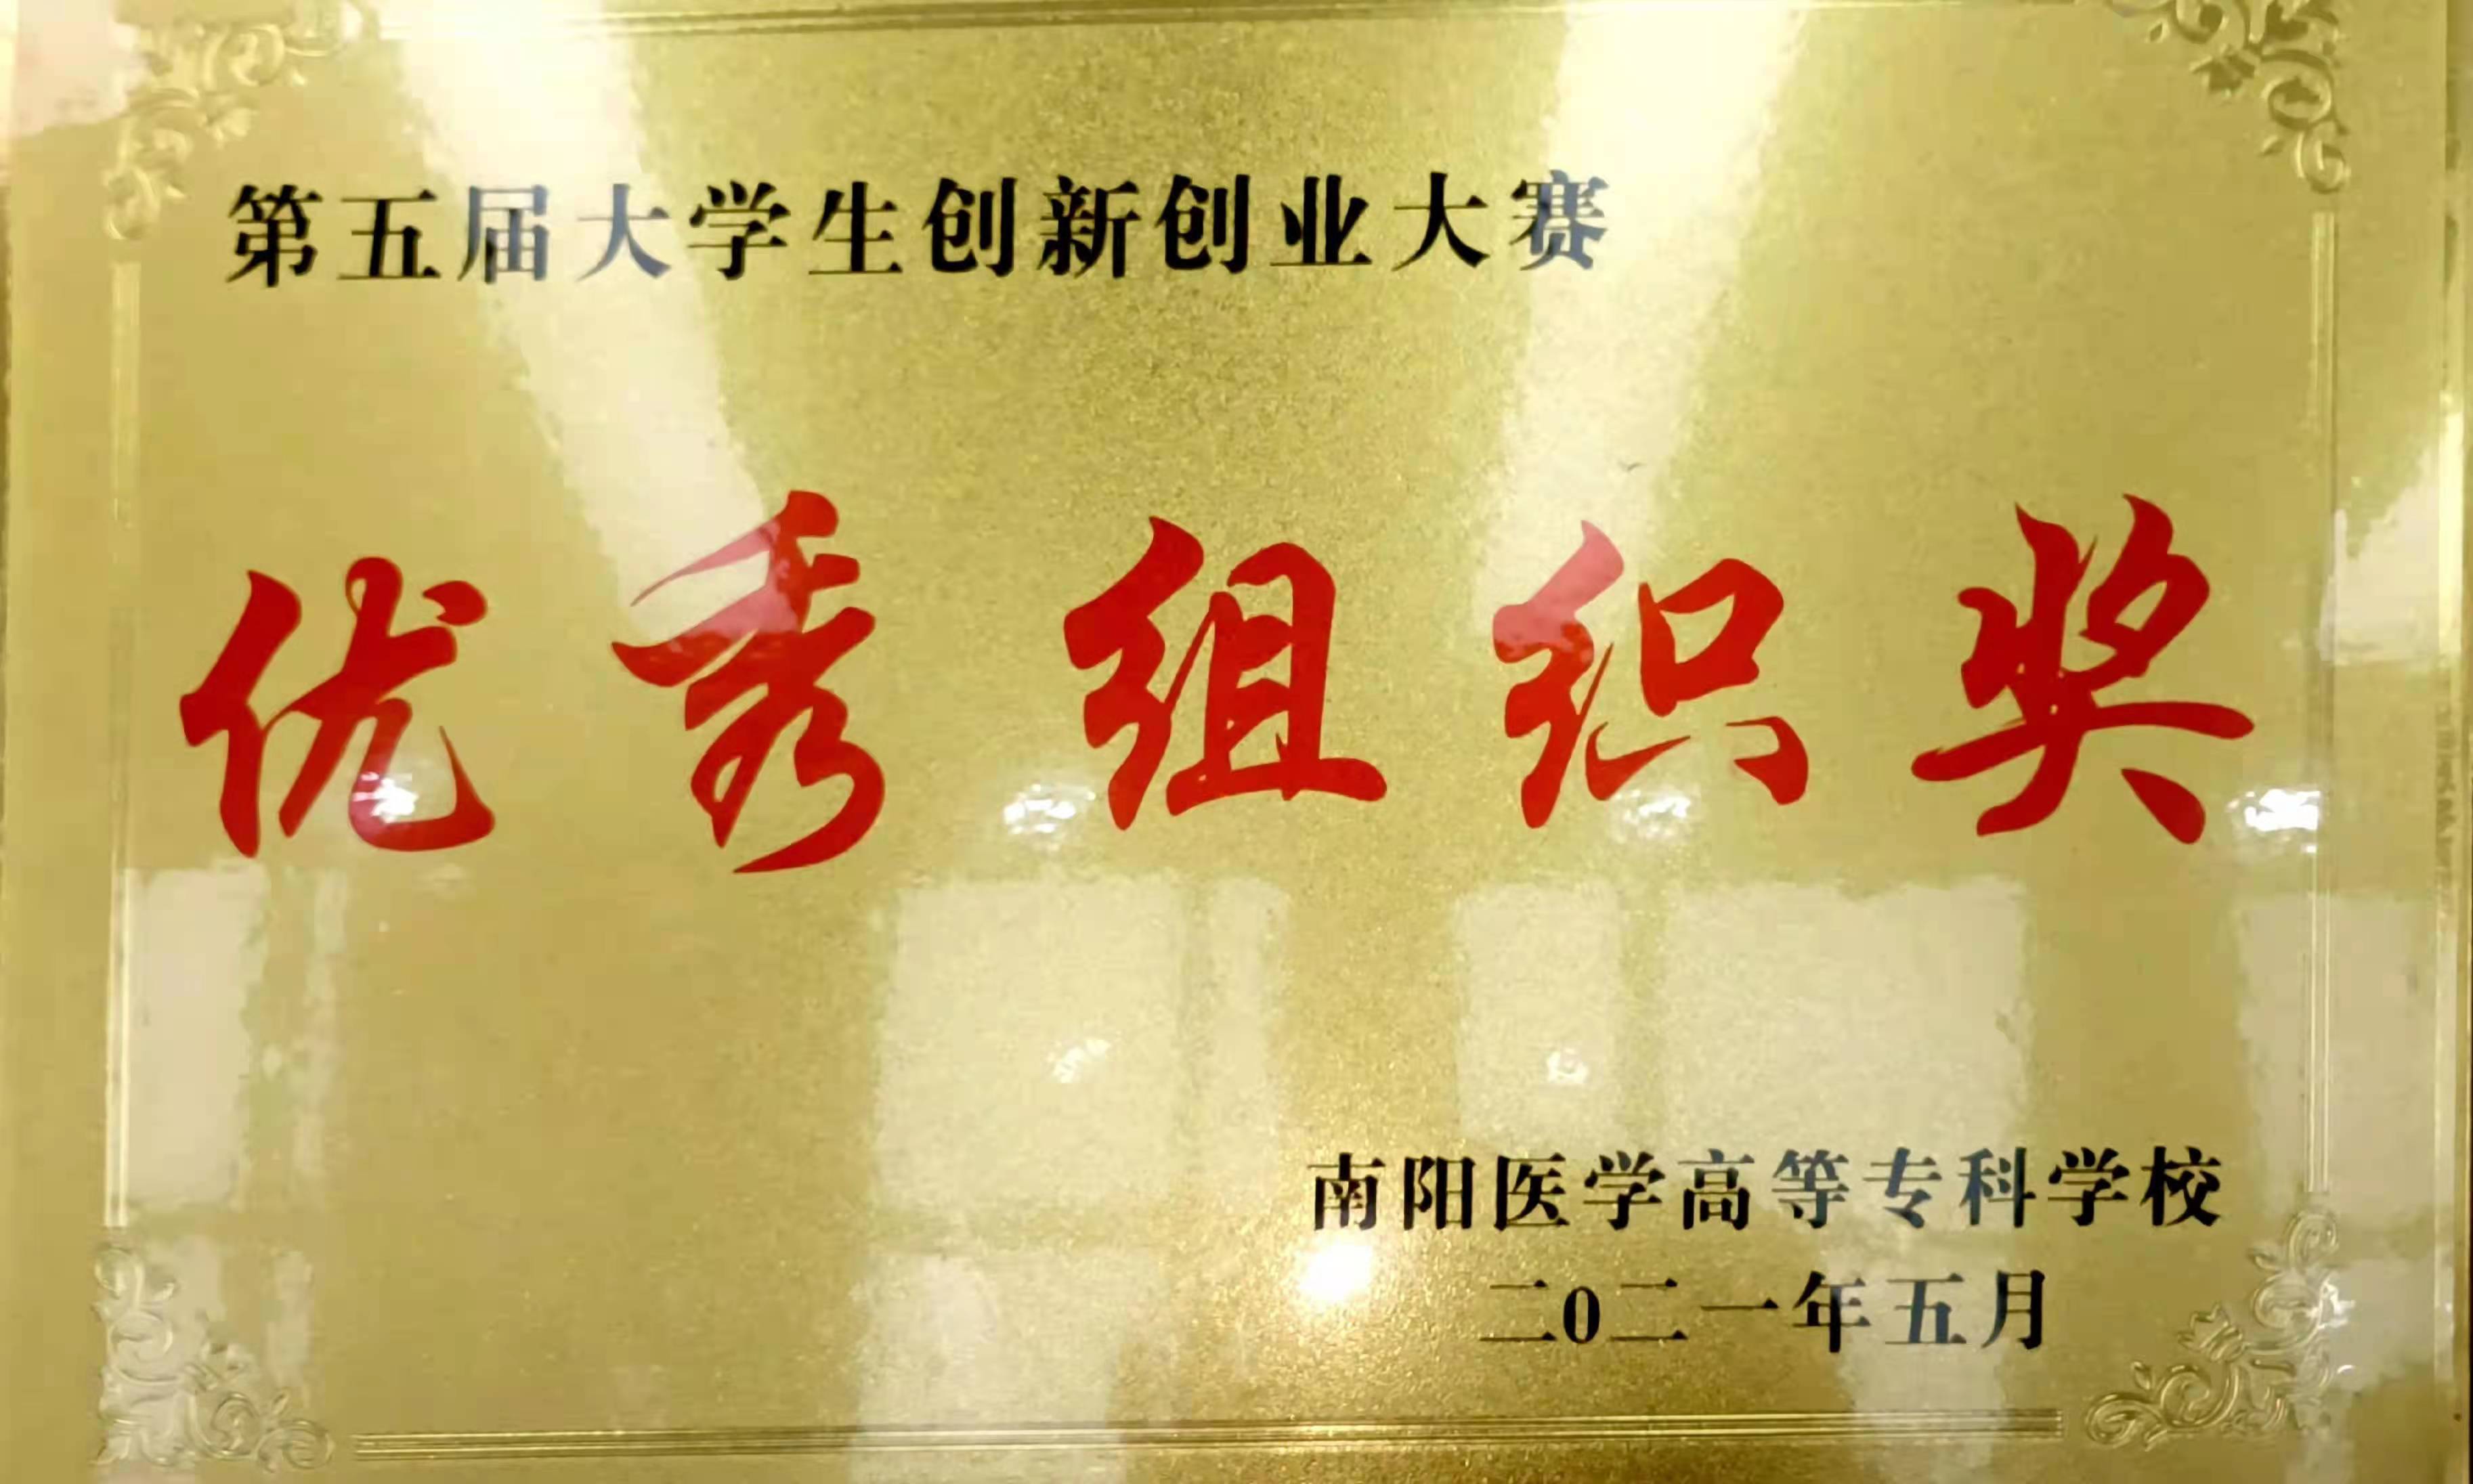 第五届大学生创新创业大赛
优秀组织奖
南阳医学高等专科学校
二0二一年五月